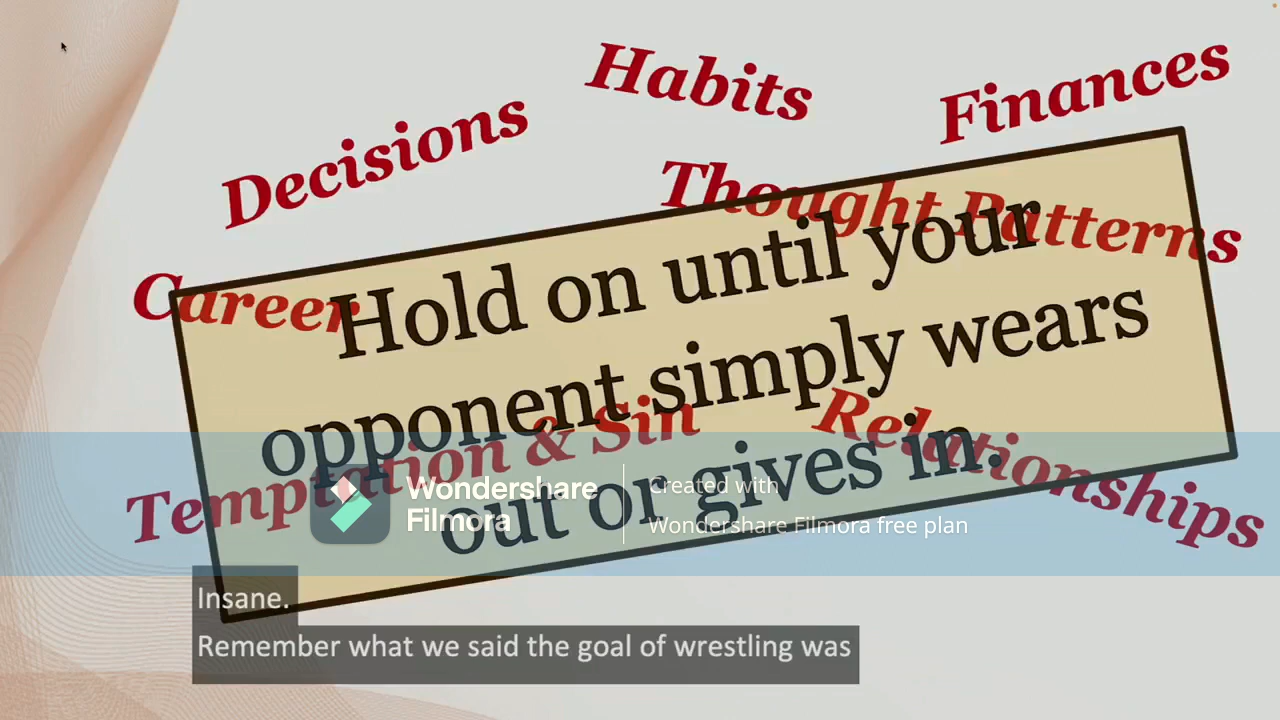 Habits
Finances
Decisions
Thought Patterns
Career
Hold on until your
opponent simply wears
out or gives in.
Temptation & Sin
Relationships
Wondershare
Filmora
Created with
Wondershare Filmora free plan
Insane.
Remember what we said the goal of wrestling was